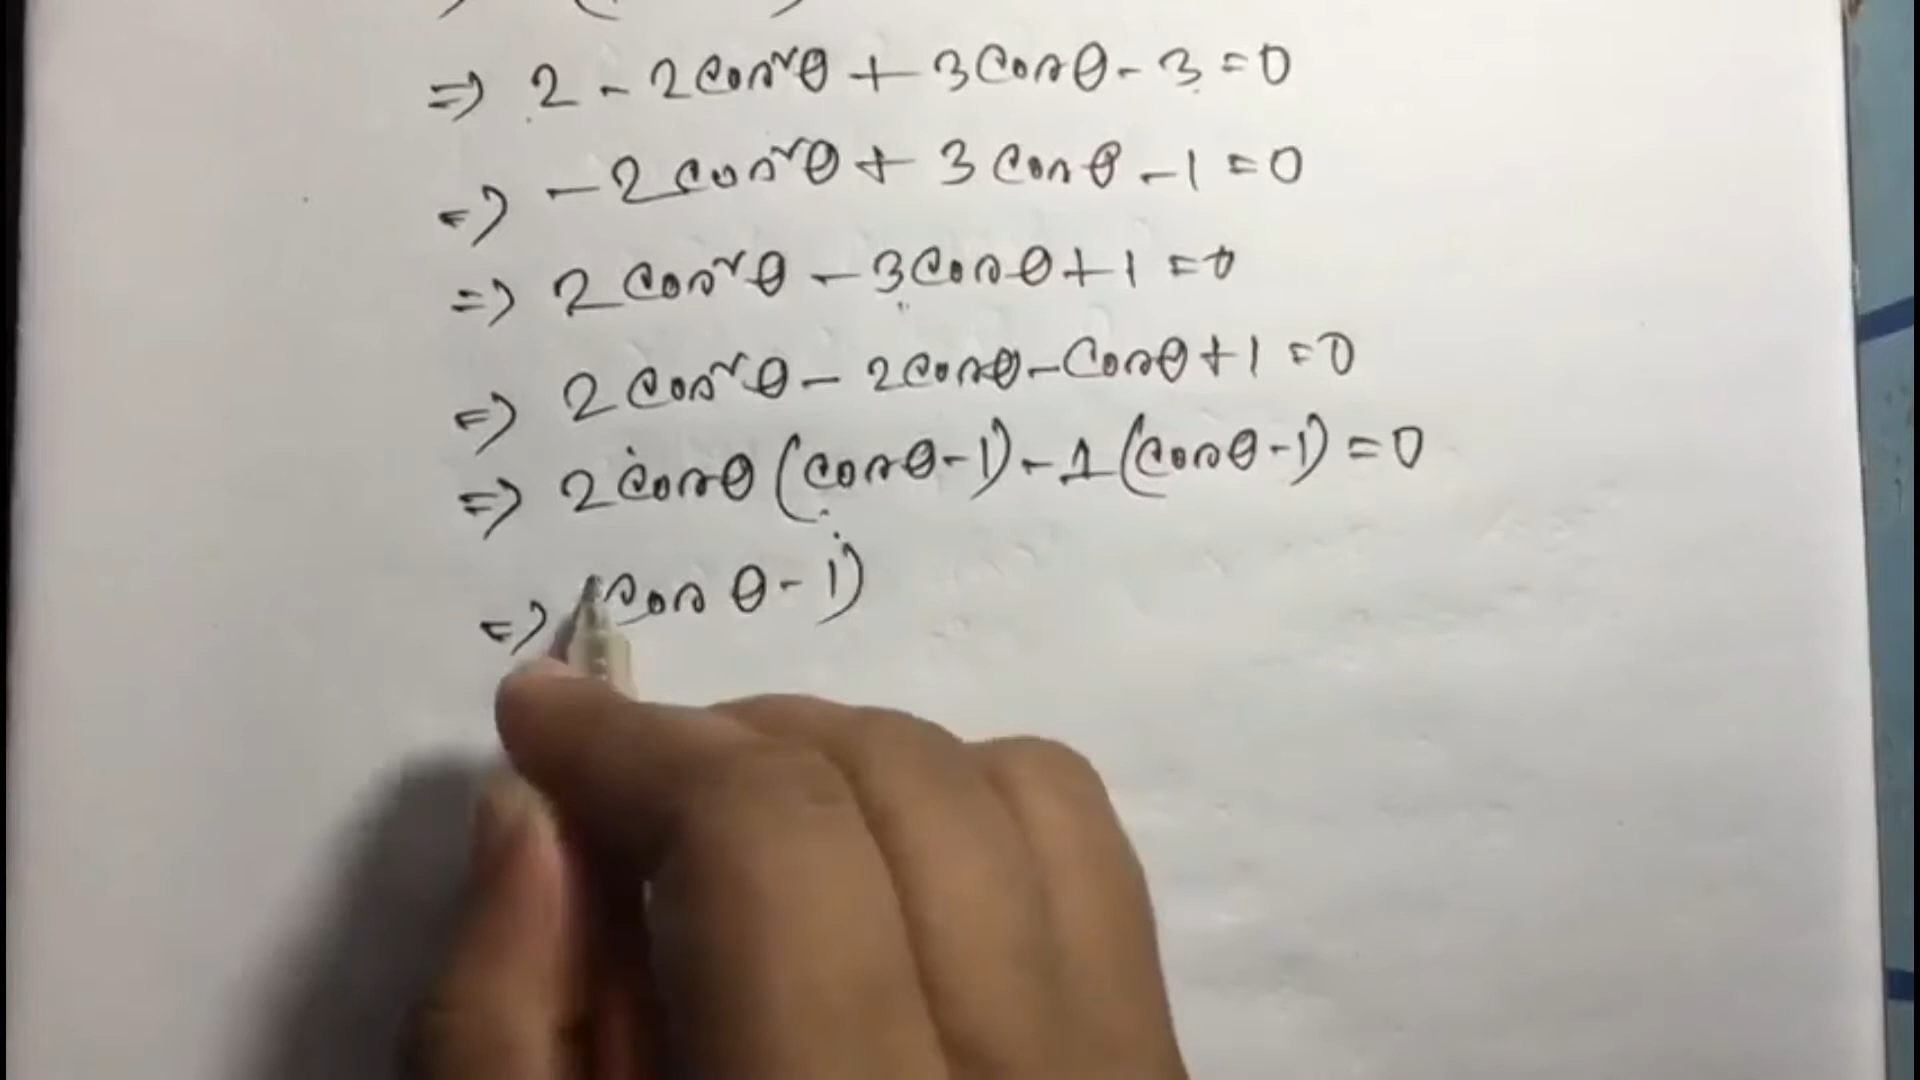 ⇒ 2 - 2cos²θ + 3cosθ - 3 = 0
⇒ -2cos²θ + 3cosθ - 1 = 0
⇒ 2cos²θ - 3cosθ + 1 = 0
⇒ 2cos²θ - 2cosθ - cosθ + 1 = 0
⇒ 2cosθ (cosθ - 1) - 1 (cosθ - 1) = 0
⇒ (cosθ - 1)